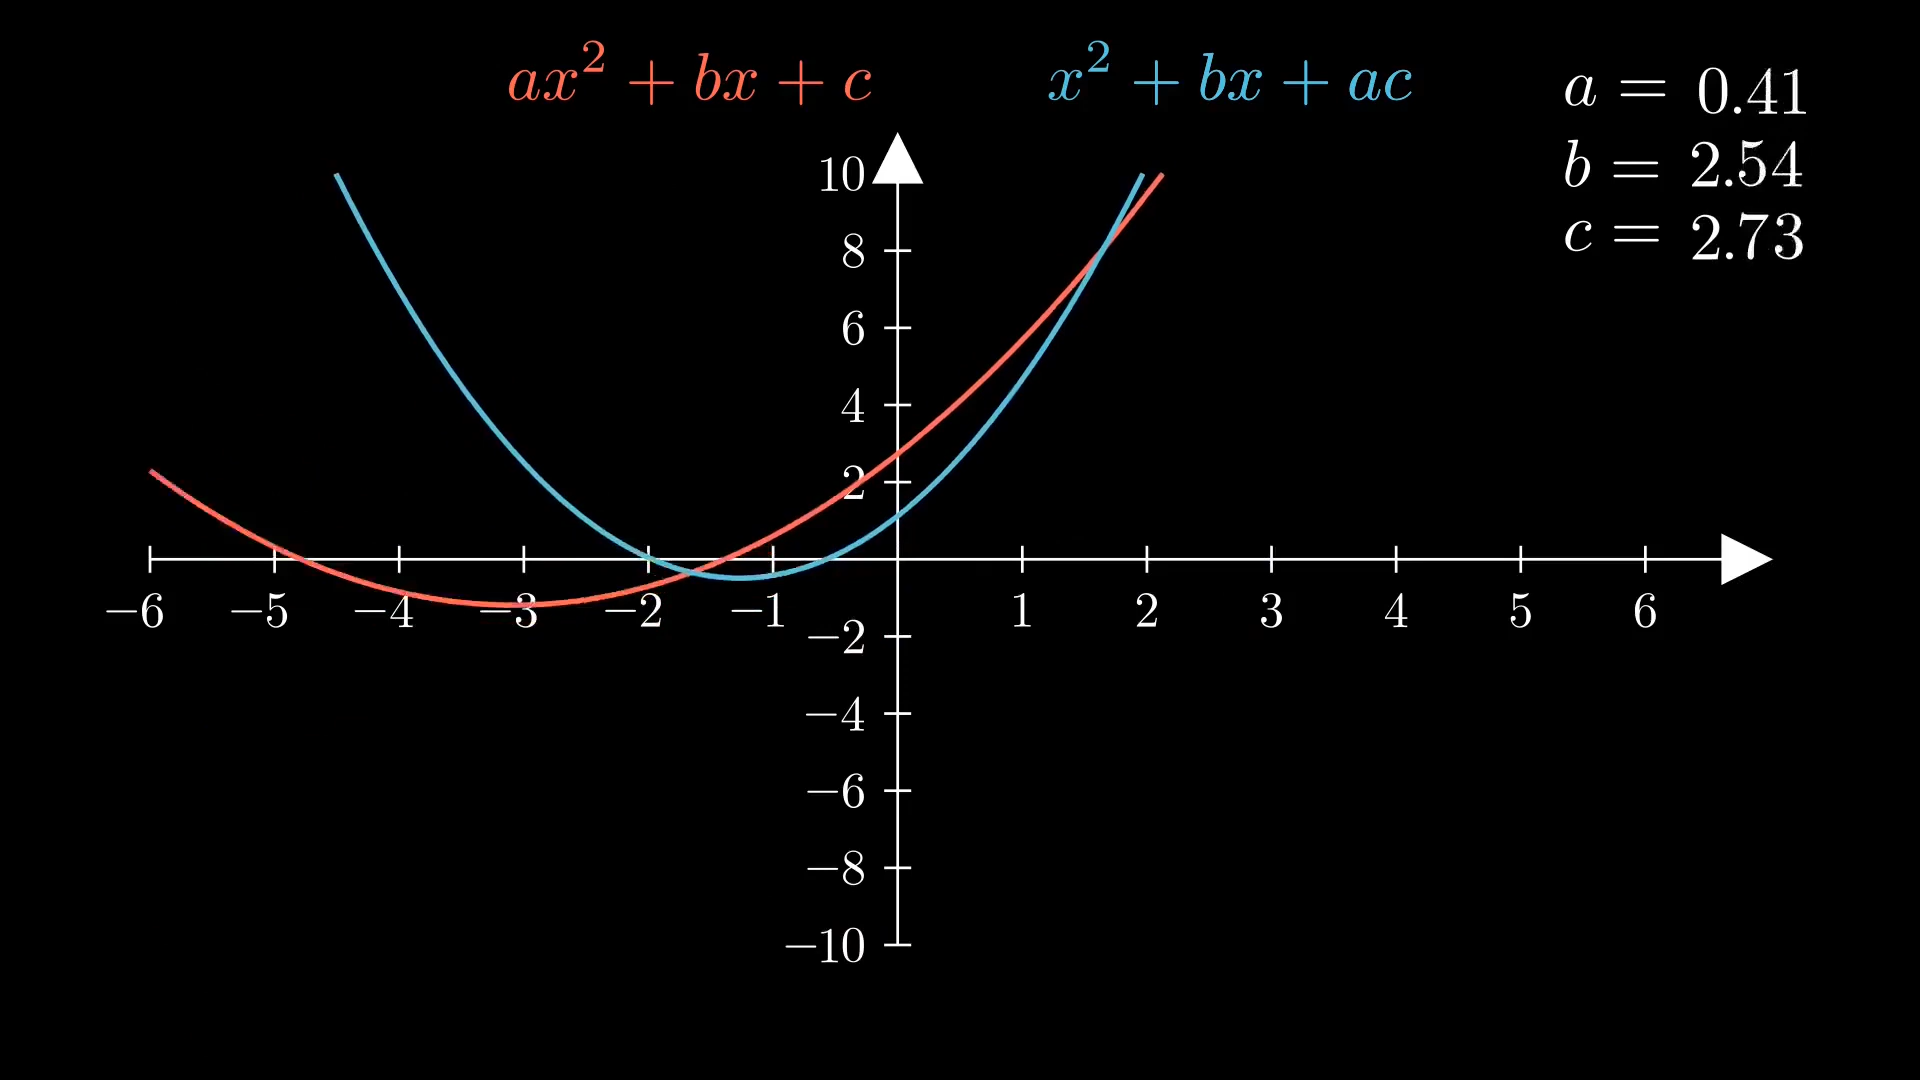 ax² + bx + c
x² + bx + ac
a = 0.41
b = 2.54
c = 2.73
10
8
6
4
2
−6 −5 −4 −3 −2 −1 1 2 3 4 5 6
−2
−4
−6
−8
−10